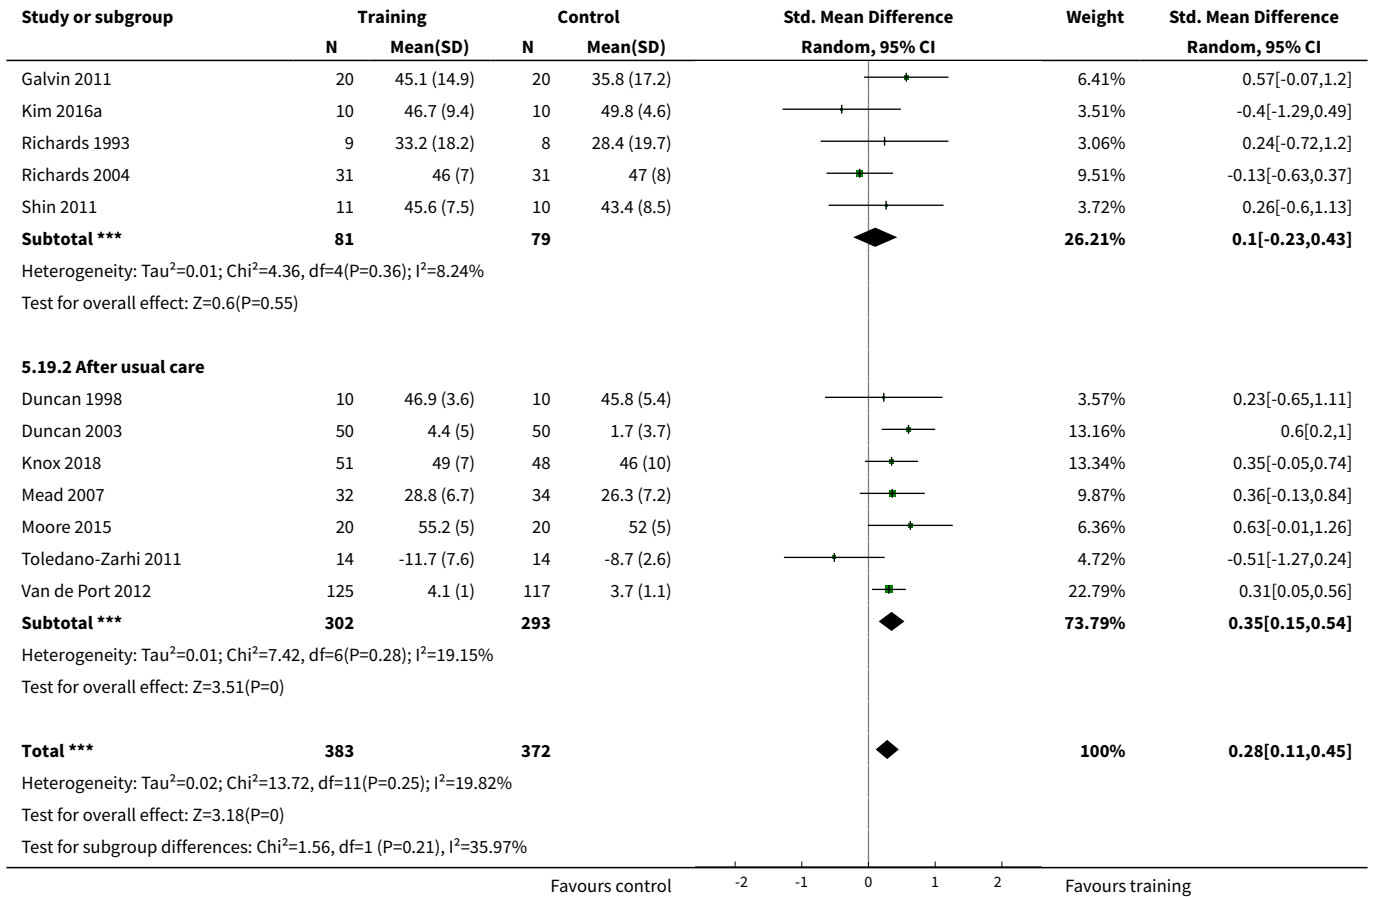 Study or subgroup Training Control Std. Mean Difference Weight Std. Mean Difference
N Mean(SD) N Mean(SD) Random, 95% CI Random, 95% CI
Galvin 2011 20 45.1 (14.9) 20 35.8 (17.2) 6.41% 0.57[-0.07,1.2]
Kim 2016a 10 46.7 (9.4) 10 49.8 (4.6) 3.51% -0.4[-1.29,0.49]
Richards 1993 9 33.2 (18.2) 8 28.4 (19.7) 3.06% 0.24[-0.72,1.2]
Richards 2004 31 46 (7) 31 47 (8) 9.51% -0.13[-0.63,0.37]
Shin 2011 11 45.6 (7.5) 10 43.4 (8.5) 3.72% 0.26[-0.6,1.13]
Subtotal *** 81 79 26.21% 0.1[-0.23,0.43]
Heterogeneity: Tau²=0.01; Chi²=4.36, df=4(P=0.36); I²=8.24%
Test for overall effect: Z=0.6(P=0.55)
5.19.2 After usual care
Duncan 1998 10 46.9 (3.6) 10 45.8 (5.4) 3.57% 0.23[-0.65,1.11]
Duncan 2003 50 4.4 (5) 50 1.7 (3.7) 13.16% 0.6[0.2,1]
Knox 2018 51 49 (7) 48 46 (10) 13.34% 0.35[-0.05,0.74]
Mead 2007 32 28.8 (6.7) 34 26.3 (7.2) 9.87% 0.36[-0.13,0.84]
Moore 2015 20 55.2 (5) 20 52 (5) 6.36% 0.63[-0.01,1.26]
Toledano-Zarhi 2011 14 -11.7 (7.6) 14 -8.7 (2.6) 4.72% -0.51[-1.27,0.24]
Van de Port 2012 125 4.1 (1) 117 3.7 (1.1) 22.79% 0.31[0.05,0.56]
Subtotal *** 302 293 73.79% 0.35[0.15,0.54]
Heterogeneity: Tau²=0.01; Chi²=7.42, df=6(P=0.28); I²=19.15%
Test for overall effect: Z=3.51(P=0)
Total *** 383 372 100% 0.28[0.11,0.45]
Heterogeneity: Tau²=0.02; Chi²=13.72, df=11(P=0.25); I²=19.82%
Test for overall effect: Z=3.18(P=0)
Test for subgroup differences: Chi²=1.56, df=1 (P=0.21), I²=35.97%
Favours control -2 -1 0 1 2 Favours training